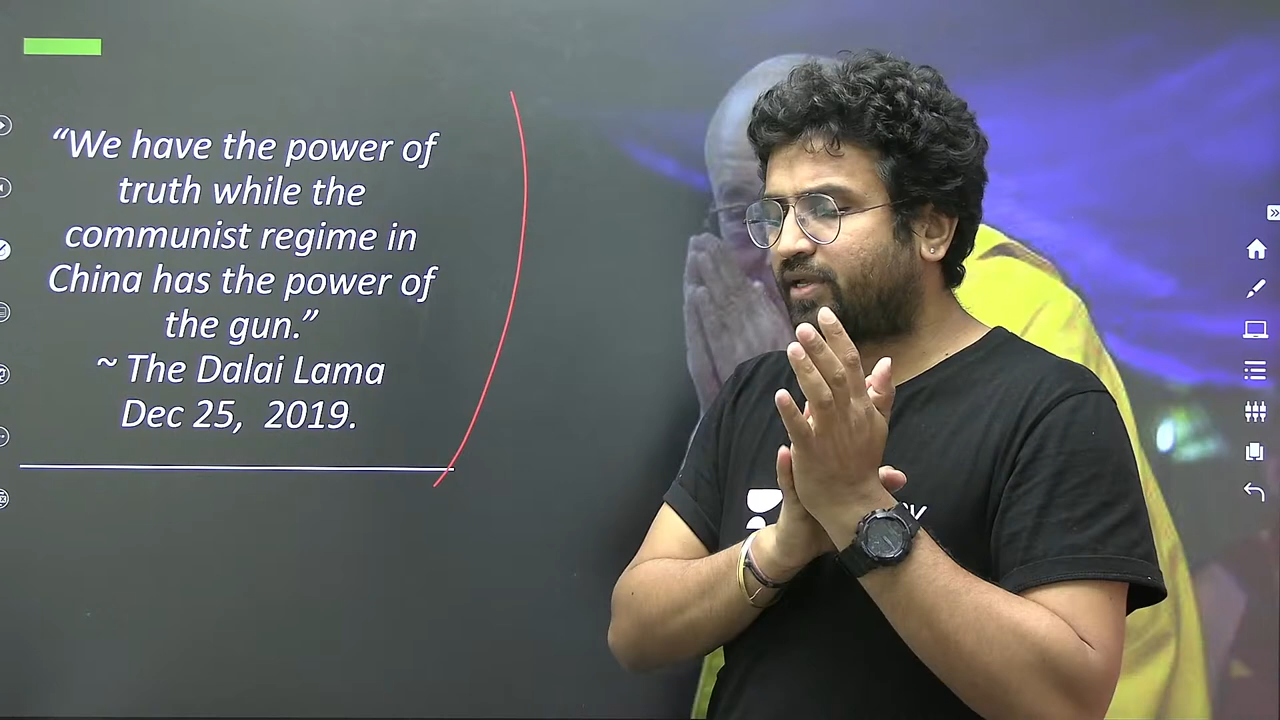 “We have the power of
truth while the
communist regime in
China has the power of
the gun.”
~ The Dalai Lama
Dec 25,  2019.